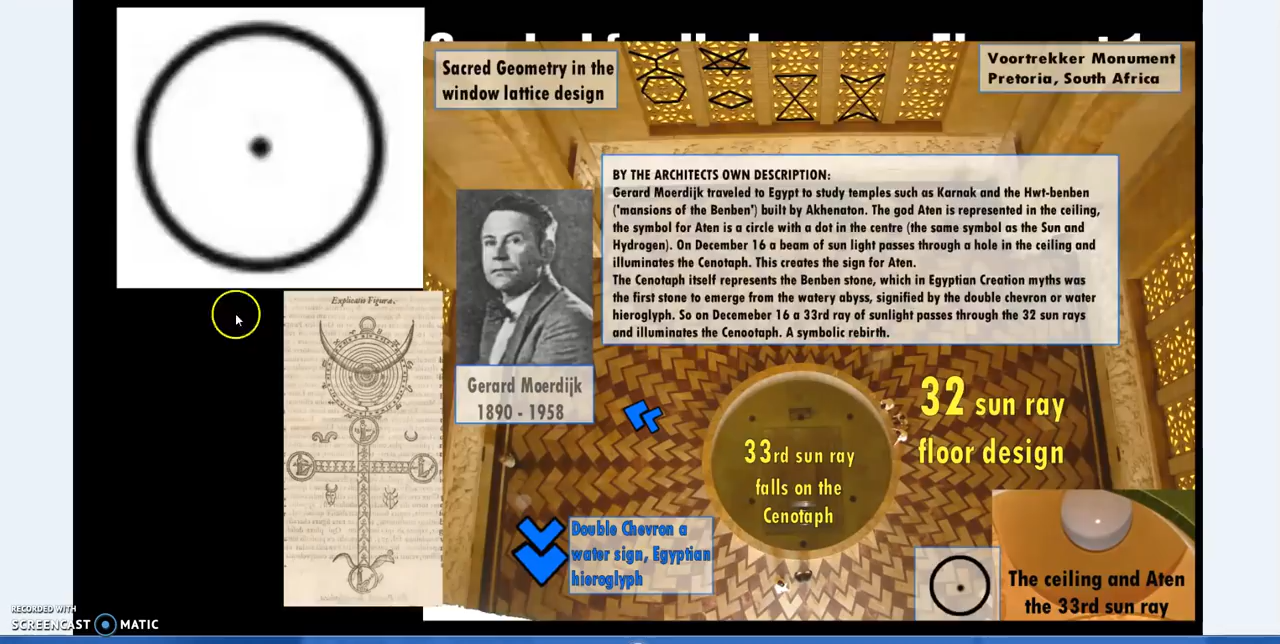 Sacred Geometry in the
window lattice design
Voortrekker Monument
Pretoria, South Africa
BY THE ARCHITECTS OWN DESCRIPTION:
Gerard Moerdijk traveled to Egypt to study temples such as Karnak and the Hwt-benben
('mansions of the Benben') built by Akhenaton. The god Aten is represented in the ceiling,
the symbol for Aten is a circle with a dot in the centre (the same symbol as the Sun and
Hydrogen). On December 16 a beam of sun light passes through a hole in the ceiling and
illuminates the Cenotaph. This creates the sign for Aten.
The Cenotaph itself represents the Benben stone, which in Egyptian Creation myths was
the first stone to emerge from the watery abyss, signified by the double chevron or water
hieroglyph. So on Decemeber 16 a 33rd ray of sunlight passes through the 32 sun rays
and illuminates the Cenootaph. A symbolic rebirth.
Explicatio Figuræ.
Gerard Moerdijk
1890 - 1958
32 sun ray
floor design
33rd sun ray
falls on the
Cenotaph
Double Chevron a
water sign, Egyptian
hieroglyph
The ceiling and Aten
the 33rd sun ray
RECORDED WITH
SCREENCAST MATIC